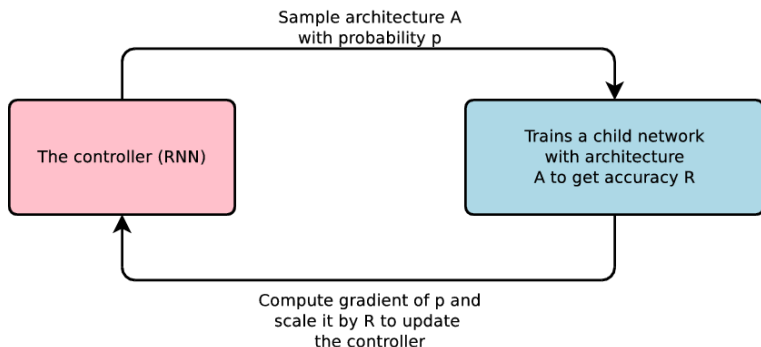 Sample architecture A
with probability p
The controller (RNN)
Trains a child network
with architecture
A to get accuracy R
Compute gradient of p and
scale it by R to update
the controller